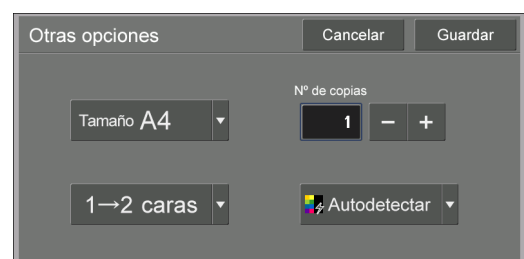 Otras opciones
Cancelar
Guardar
Nº de copias
Tamaño A4
1
− +
1→2 caras
Autodetectar